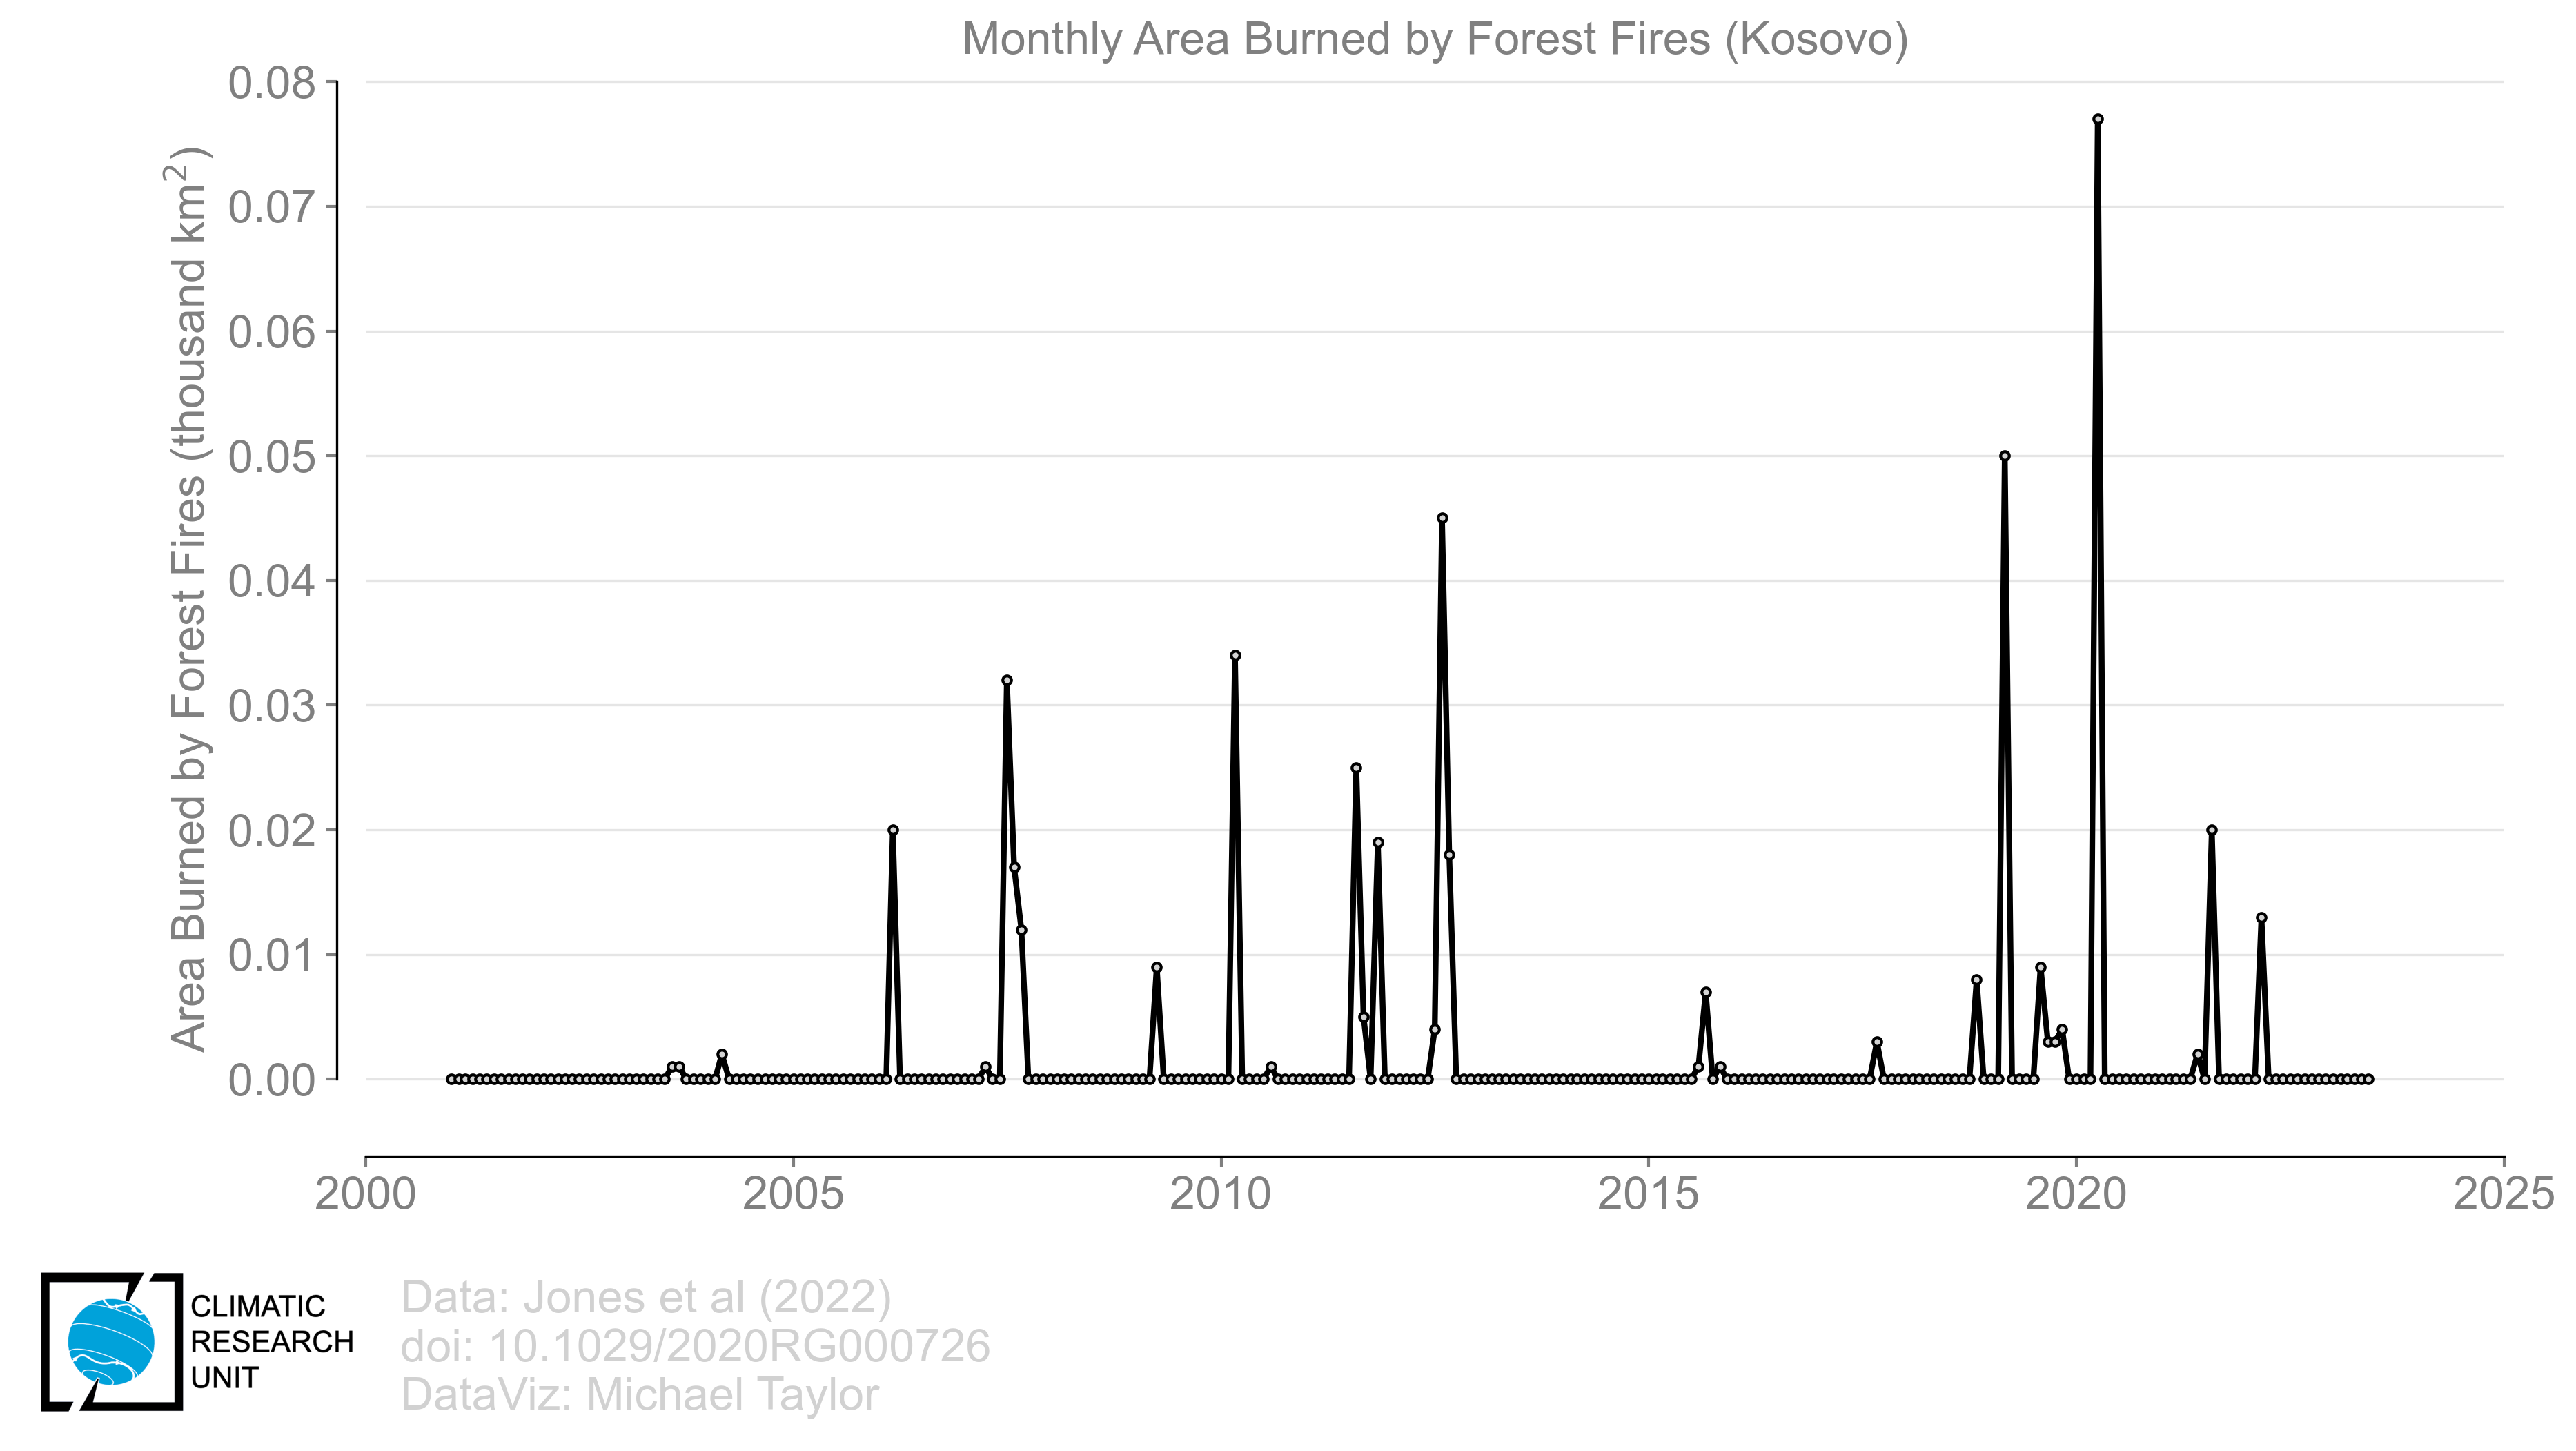 Monthly Area Burned by Forest Fires (Kosovo)
Area Burned by Forest Fires (thousand km²)
0.08
0.07
0.06
0.05
0.04
0.03
0.02
0.01
0.00
2000 2005 2010 2015 2020 2025
CLIMATIC
RESEARCH
UNIT
Data: Jones et al (2022)
doi: 10.1029/2020RG000726
DataViz: Michael Taylor